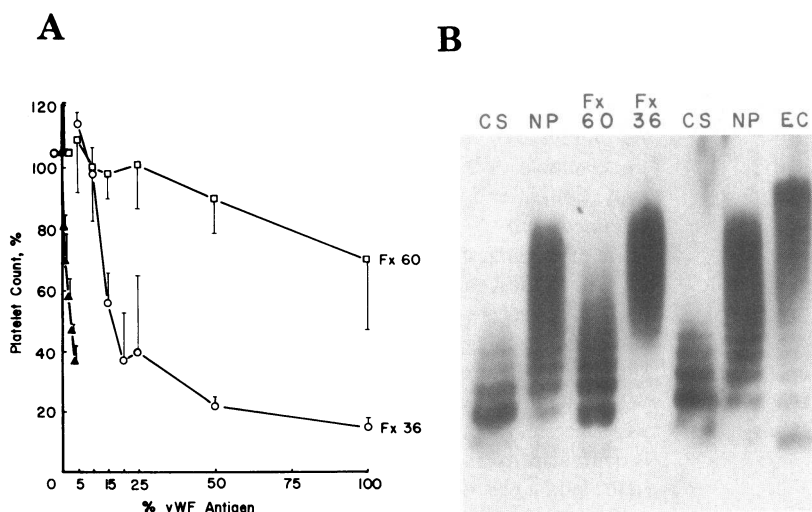 A
120
100
80
60
40
20
0 5 15 25 50 75 100
Platelet Count, %
% vWF Antigen
Fx 60
Fx 36
B
CS NP Fx 60 Fx 36 CS NP EC